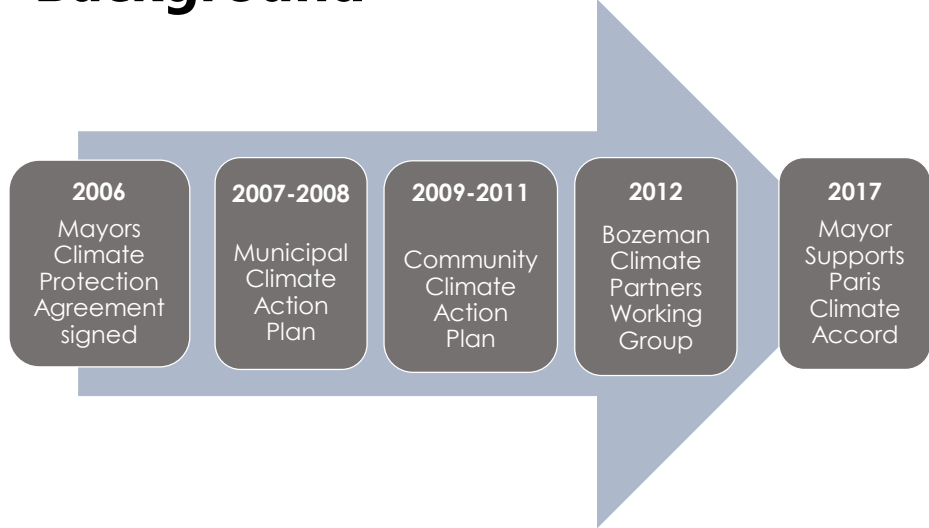 Background
2006
Mayors
Climate
Protection
Agreement
signed
2007-2008
Municipal
Climate
Action
Plan
2009-2011
Community
Climate
Action
Plan
2012
Bozeman
Climate
Partners
Working
Group
2017
Mayor
Supports
Paris
Climate
Accord